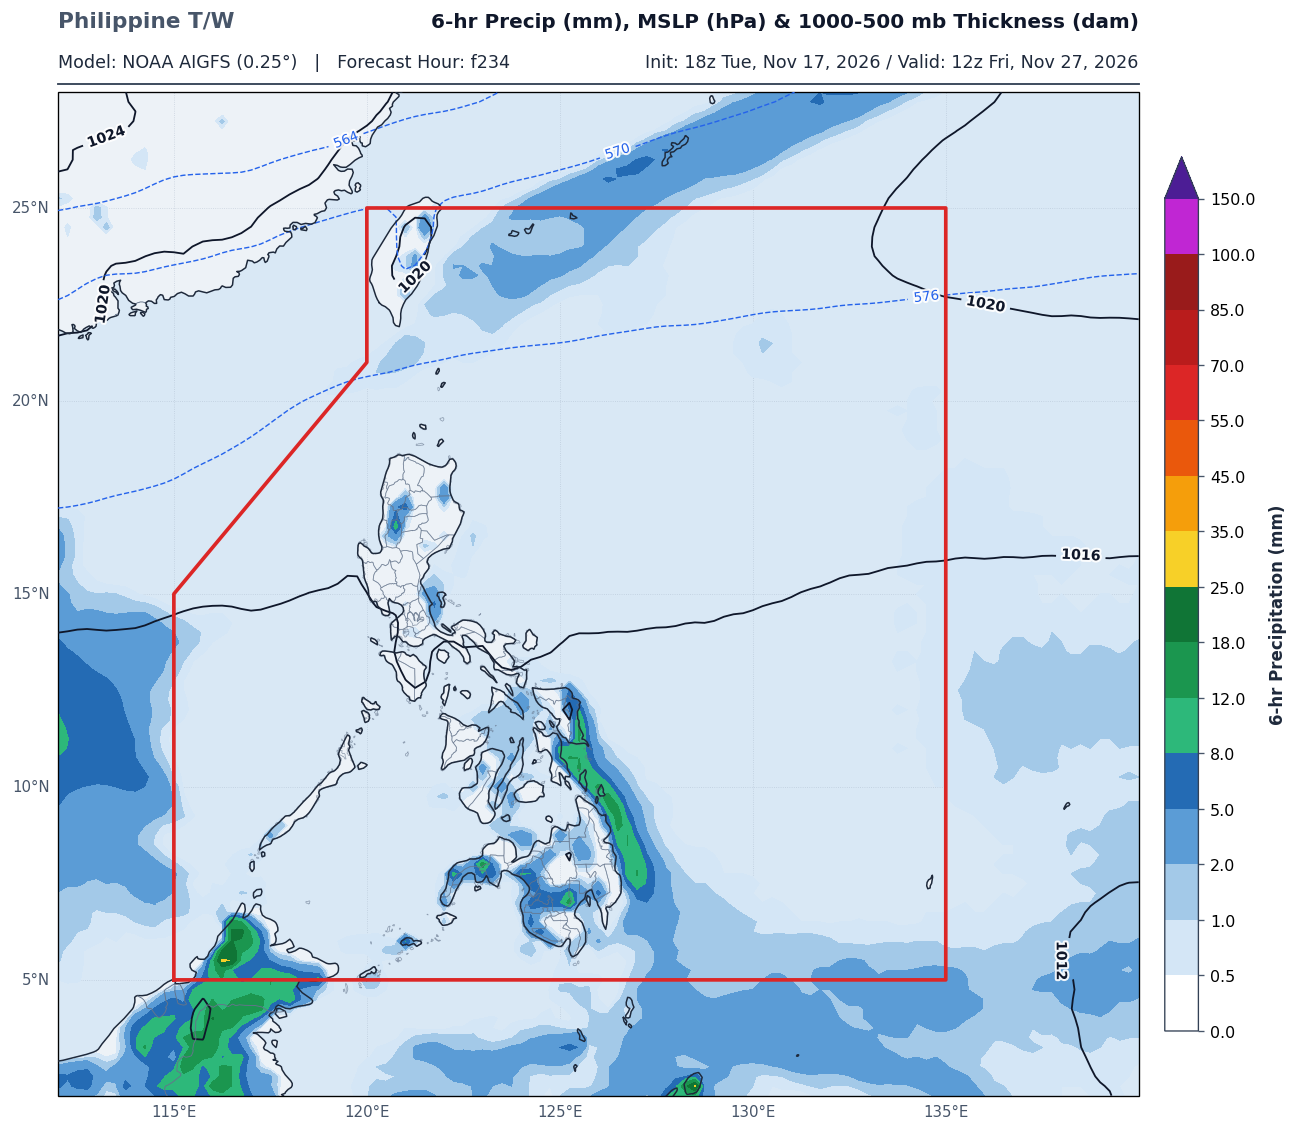 Philippine T/W
6-hr Precip (mm), MSLP (hPa) & 1000-500 mb Thickness (dam)
Model: NOAA AIGFS (0.25°) | Forecast Hour: f234
Init: 18z Tue, Nov 17, 2026 / Valid: 12z Fri, Nov 27, 2026
1024
564
570
1020
1020
576
1020
1016
1012
25°N
20°N
15°N
10°N
5°N
115°E
120°E
125°E
130°E
135°E
150.0
100.0
85.0
70.0
55.0
45.0
35.0
25.0
18.0
12.0
8.0
5.0
2.0
1.0
0.5
0.0
6-hr Precipitation (mm)